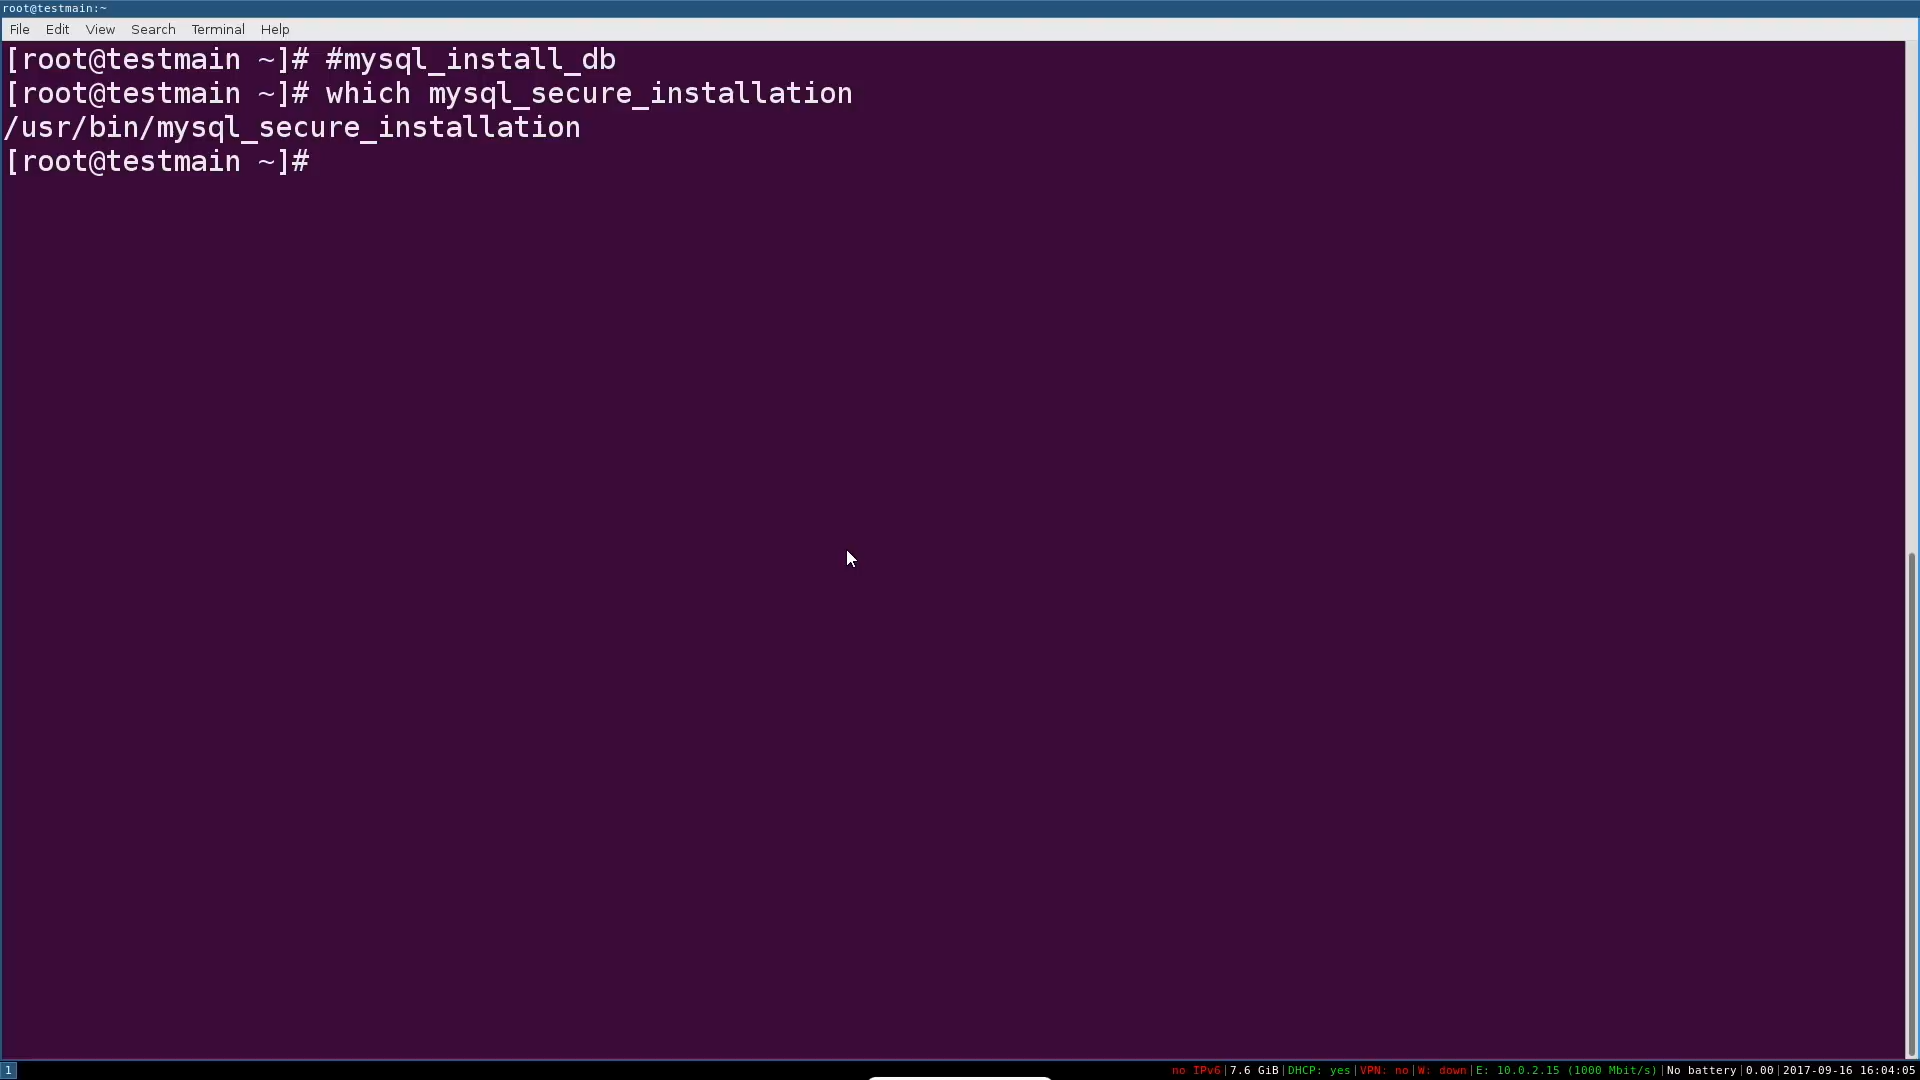 root@testmain:~
File Edit View Search Terminal Help
[root@testmain ~]# #mysql_install_db
[root@testmain ~]# which mysql_secure_installation
/usr/bin/mysql_secure_installation
[root@testmain ~]#
1 no IPv6|7.6 GiB|DHCP: yes|VPN: no|W: down|E: 10.0.2.15 (1000 Mbit/s)|No battery|0.00|2017-09-16 16:04:05